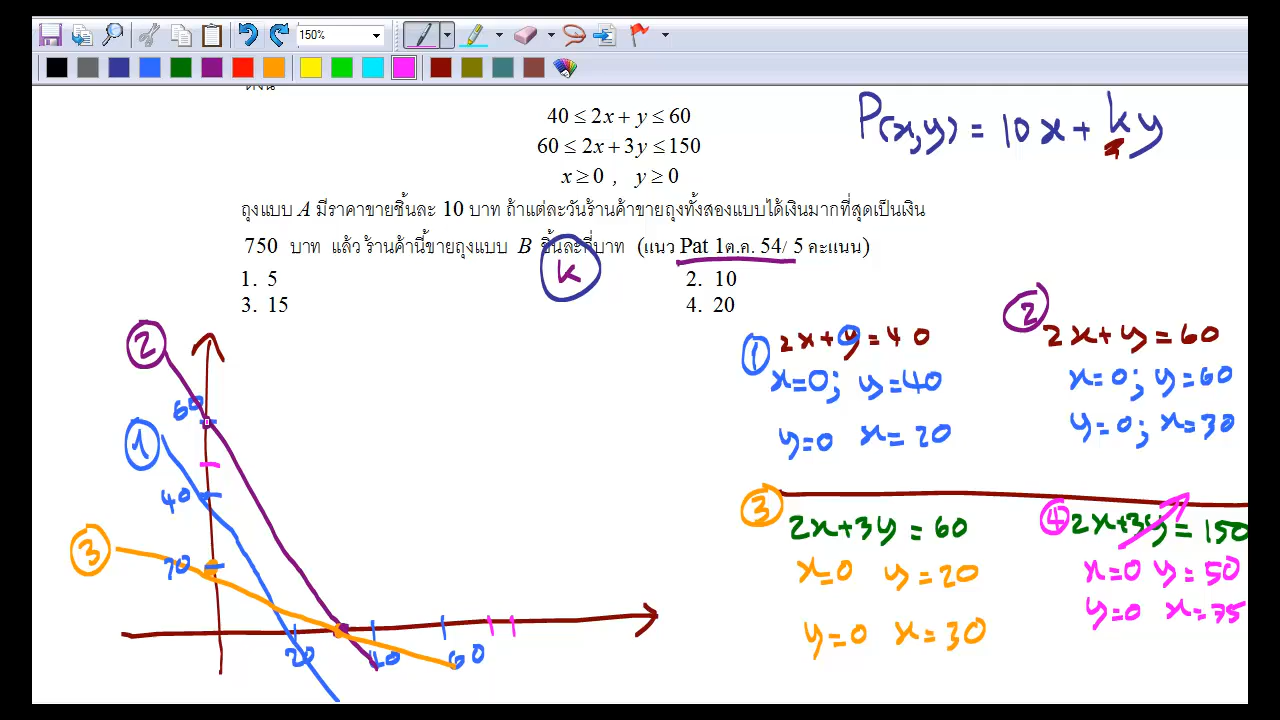 150%
ดังนี้
40 ≤ 2x + y ≤ 60
60 ≤ 2x + 3y ≤ 150
x ≥ 0 , y ≥ 0
P(x,y) = 10x + ky
ถุงแบบ A มีราคาขายชิ้นละ 10 บาท ถ้าแต่ละวันร้านค้าขายถุงทั้งสองแบบได้เงินมากที่สุดเป็นเงิน
750 บาท แล้ว ร้านค้านี้ขายถุงแบบ B ชิ้นละกี่บาท (แนว Pat 1ต.ค. 54/ 5 คะแนน)
k
1. 5 2. 10
3. 15 4. 20
① 2x+y=40
x=0; y=40
y=0 x=20
② 2x+y=60
x=0; y=60
y=0; x=30
③ 2x+3y=60
x=0 y=20
y=0 x=30
④ 2x+3y=150
x=0 y=50
y=0 x=75
②
60
①
40
③
20 60